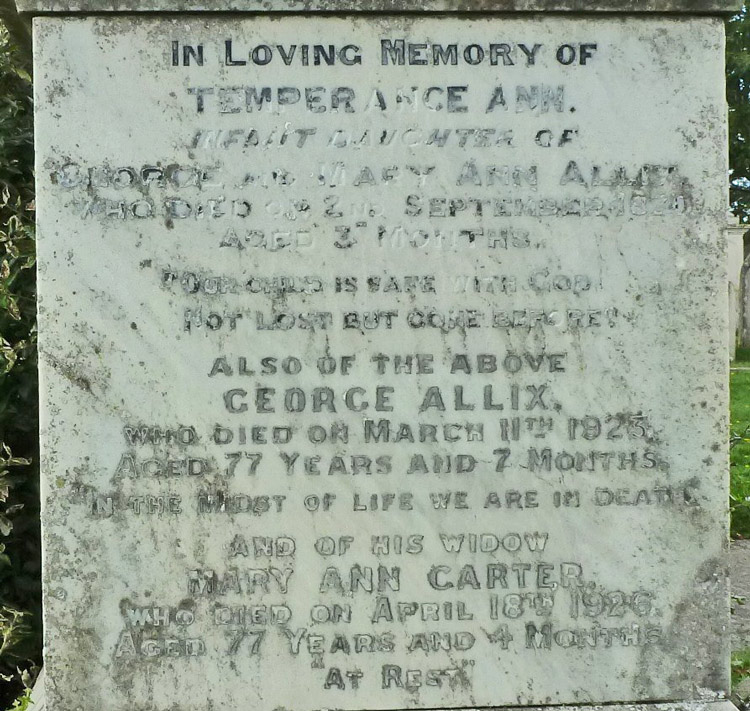 IN LOVING MEMORY OF
TEMPERANCE ANN.
INFANT DAUGHTER OF
GEORGE AND MARY ANN ALLIX,
WHO DIED ON 2ND SEPTEMBER
AGED 3 MONTHS.
"OUR CHILD IS SAFE WITH GOD
NOT LOST BUT GONE BEFORE!"
ALSO OF THE ABOVE
GEORGE ALLIX,
WHO DIED ON MARCH 11TH
AGED 77 YEARS AND 7 MONTHS.
"IN THE MIDST OF LIFE WE ARE IN DEATH".
AND OF HIS WIDOW
MARY ANN CARTER,
WHO DIED ON APRIL 18TH 1926.
AGED 77 YEARS AND 4 MONTHS
"AT REST"